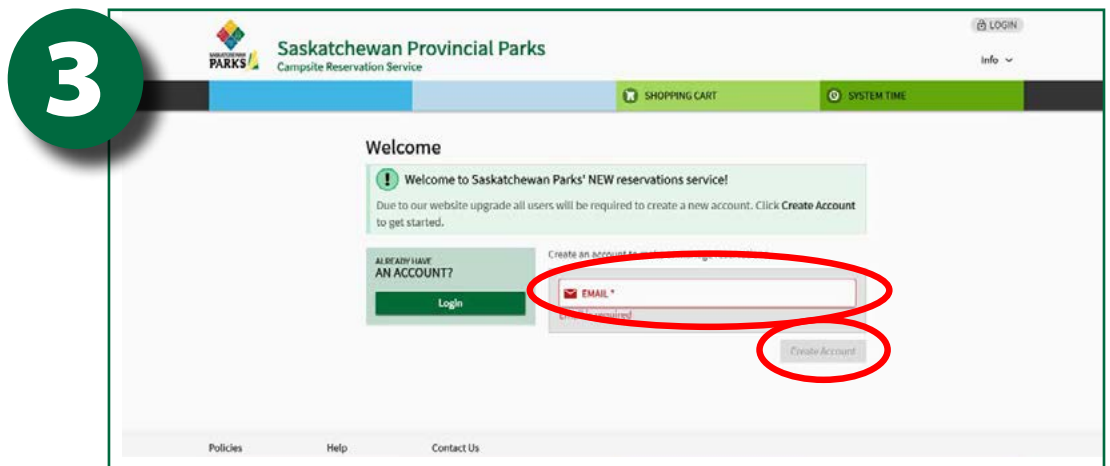 3
LOGIN
PARKS
Saskatchewan Provincial Parks
Campsite Reservation Service
Info
SHOPPING CART
SYSTEM TIME
Welcome
Welcome to Saskatchewan Parks' NEW reservations service!
Due to our website upgrade all users will be required to create a new account. Click Create Account
to get started.
ALREADY HAVE
AN ACCOUNT?
Login
Create an account to
EMAIL *
required
Create Account
Policies
Help
Contact Us